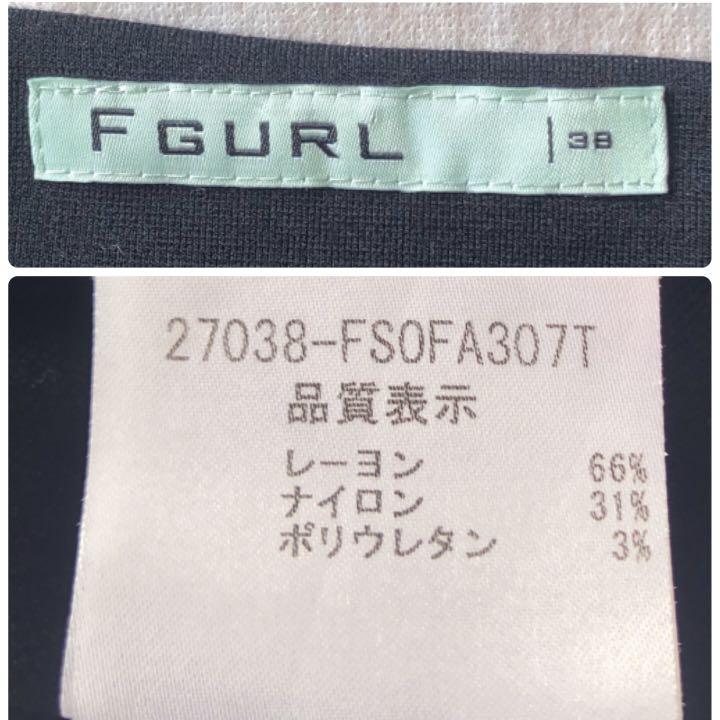 F GURL | 38
27038-FS0FA307T
品質表示
レーヨン 66%
ナイロン 31%
ポリウレタン 3%